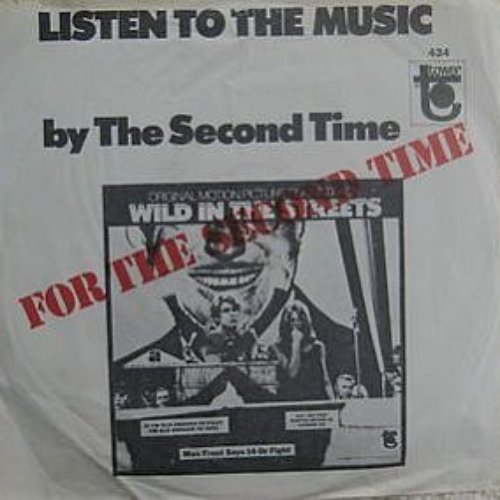 LISTEN TO THE MUSIC
434
tower
by The Second Time
FOR THE SECOND TIME
ORIGINAL MOTION PICTURE
WILD IN THE STREETS
Max Frost Says 14 Or Fight